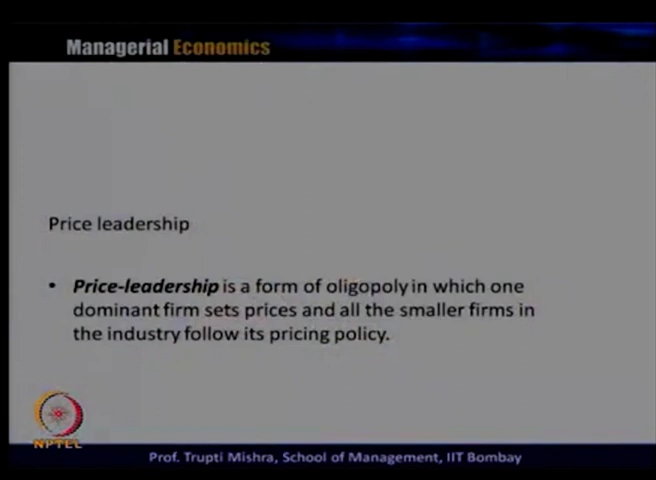 Managerial Economics
Price leadership
• Price-leadership is a form of oligopoly in which one
dominant firm sets prices and all the smaller firms in
the industry follow its pricing policy.
NPTEL
Prof. Trupti Mishra, School of Management, IIT Bombay